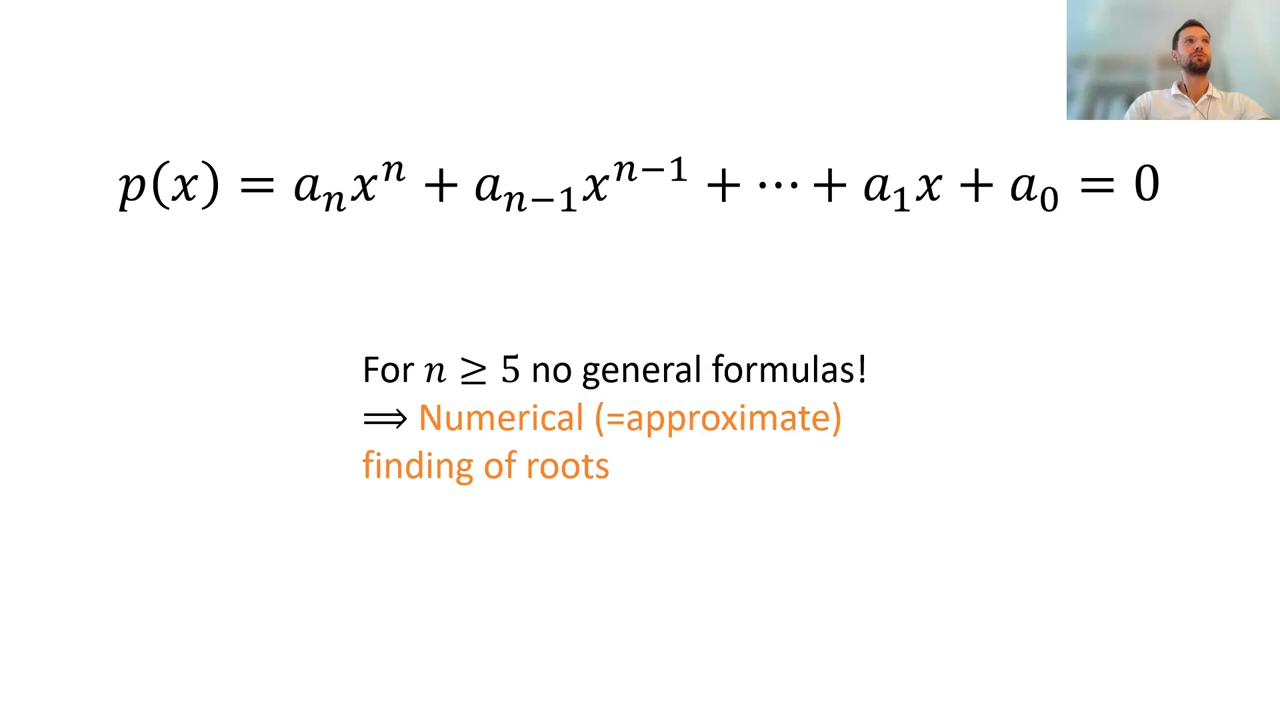 p(x) = aₙxⁿ + aₙ₋₁xⁿ⁻¹ + ⋯ + a₁x + a₀ = 0
For n ≥ 5 no general formulas!
⟹ Numerical (=approximate)
finding of roots